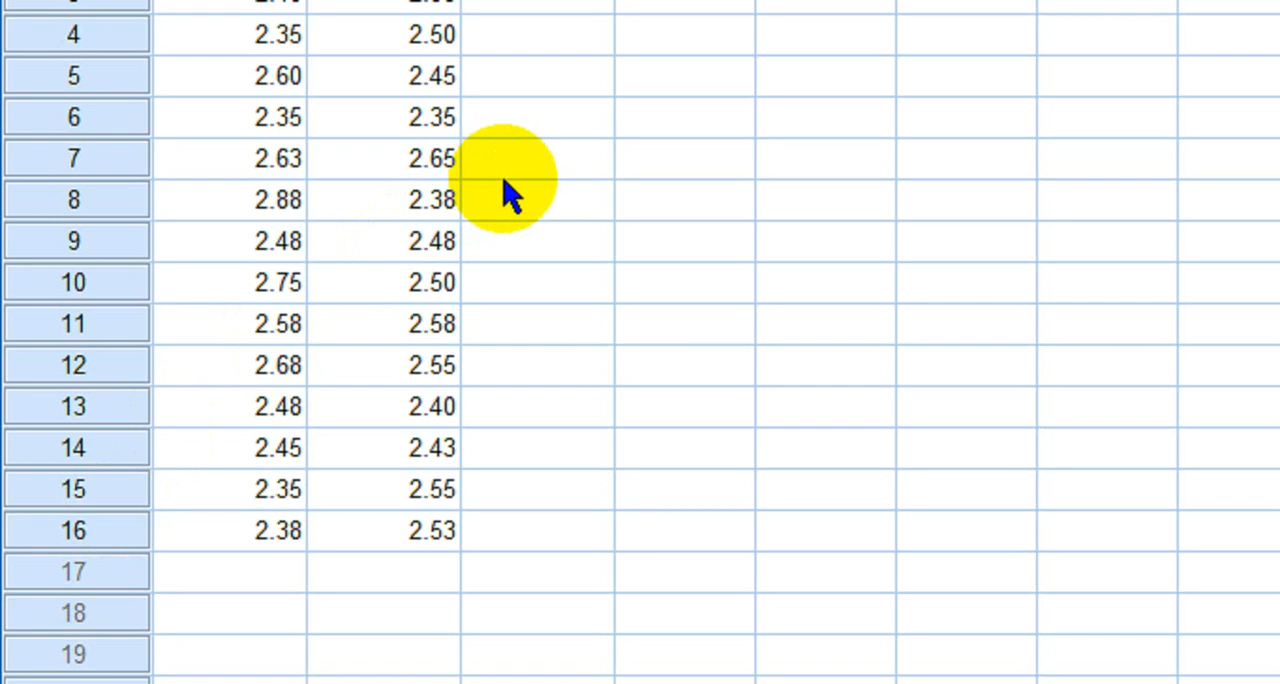 4 2.35 2.50
5 2.60 2.45
6 2.35 2.35
7 2.63 2.65
8 2.88 2.38
9 2.48 2.48
10 2.75 2.50
11 2.58 2.58
12 2.68 2.55
13 2.48 2.40
14 2.45 2.43
15 2.35 2.55
16 2.38 2.53
17
18
19